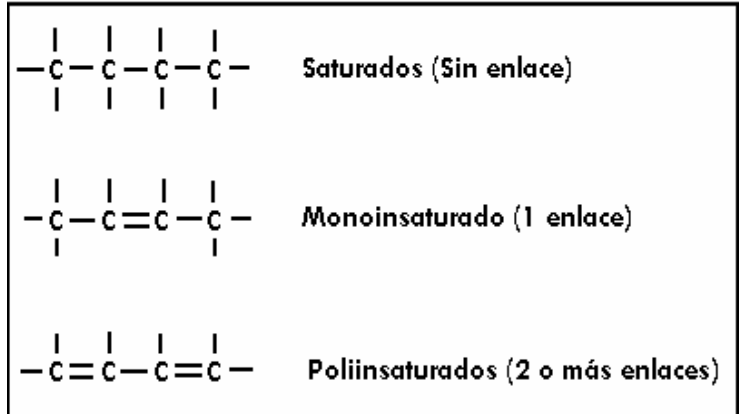 –C–C–C–C– Saturados (Sin enlace)
–C–C=C–C– Monoinsaturado (1 enlace)
–C=C–C=C– Poliinsaturados (2 o más enlaces)